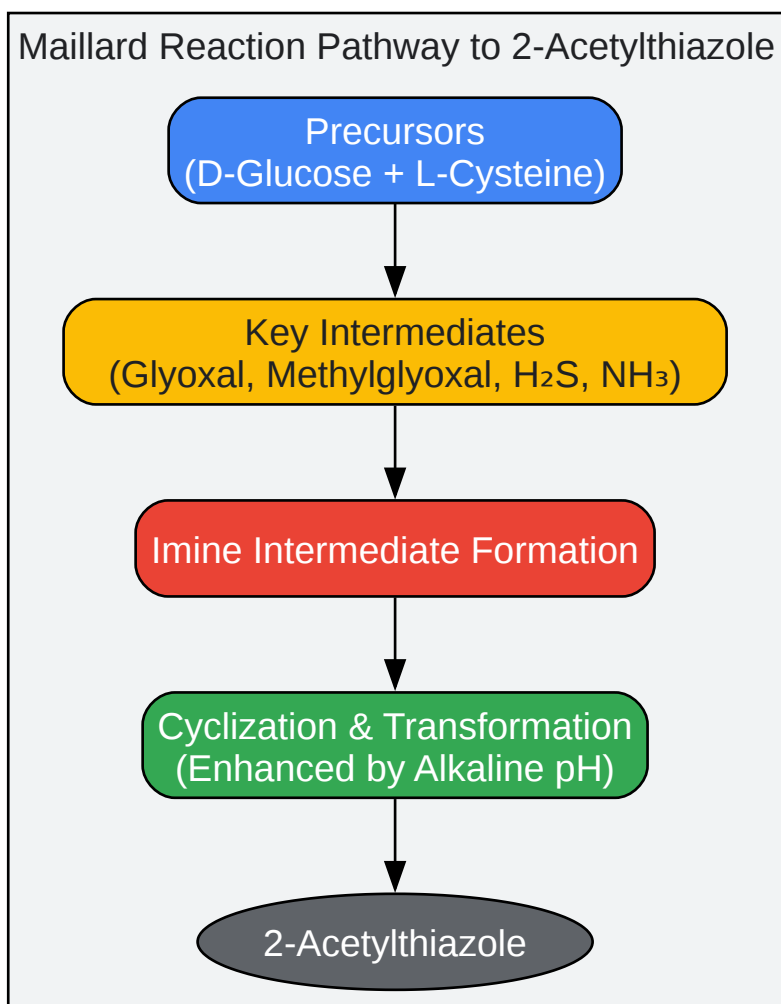 Maillard Reaction Pathway to 2-Acetylthiazole
Precursors
(D-Glucose + L-Cysteine)
Key Intermediates
(Glyoxal, Methylglyoxal, H₂S, NH₃)
Imine Intermediate Formation
Cyclization & Transformation
(Enhanced by Alkaline pH)
2-Acetylthiazole